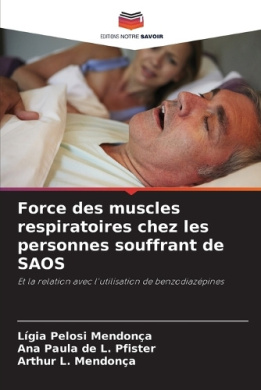 EDITIONS NOTRE SAVOIR
Force des muscles
respiratoires chez les
personnes souffrant de
SAOS
Et la relation avec l'utilisation de benzodiazépines
Lígia Pelosi Mendonça
Ana Paula de L. Pfister
Arthur L. Mendonça